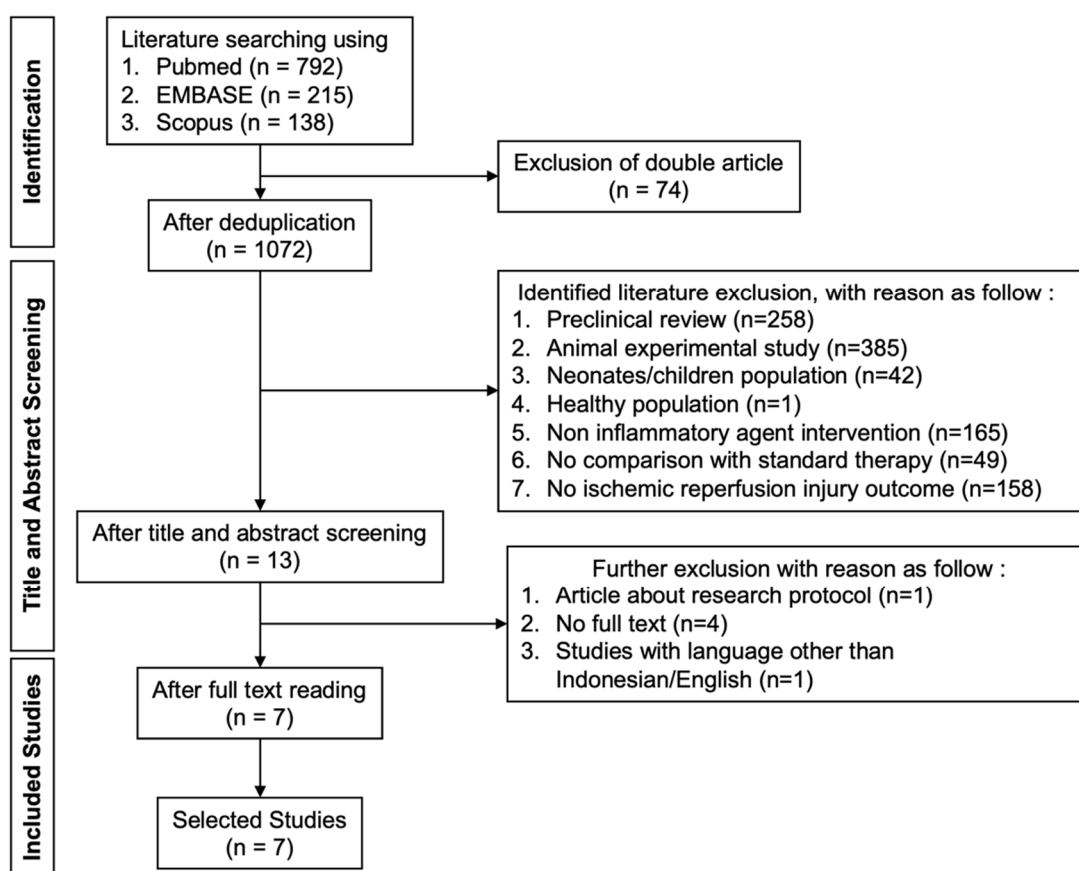 Identification
Literature searching using
1. Pubmed (n = 792)
2. EMBASE (n = 215)
3. Scopus (n = 138)
Exclusion of double article
(n = 74)
After deduplication
(n = 1072)
Title and Abstract Screening
Identified literature exclusion, with reason as follow :
1. Preclinical review (n=258)
2. Animal experimental study (n=385)
3. Neonates/children population (n=42)
4. Healthy population (n=1)
5. Non inflammatory agent intervention (n=165)
6. No comparison with standard therapy (n=49)
7. No ischemic reperfusion injury outcome (n=158)
After title and abstract screening
(n = 13)
Further exclusion with reason as follow :
1. Article about research protocol (n=1)
2. No full text (n=4)
3. Studies with language other than
Indonesian/English (n=1)
Included Studies
After full text reading
(n = 7)
Selected Studies
(n = 7)